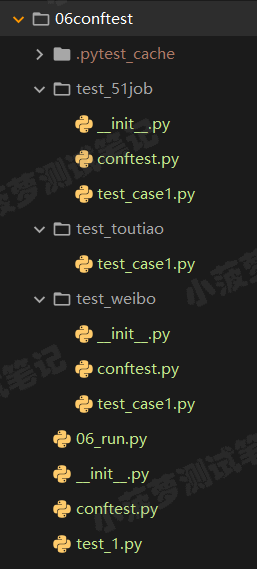 06conftest
.pytest_cache
test_51job
__init__.py
conftest.py
test_case1.py
test_toutiao
test_case1.py
test_weibo
__init__.py
conftest.py
test_case1.py
06_run.py
__init__.py
conftest.py
test_1.py
小菠萝测试笔记
小菠萝测试笔记
小菠萝测试笔记